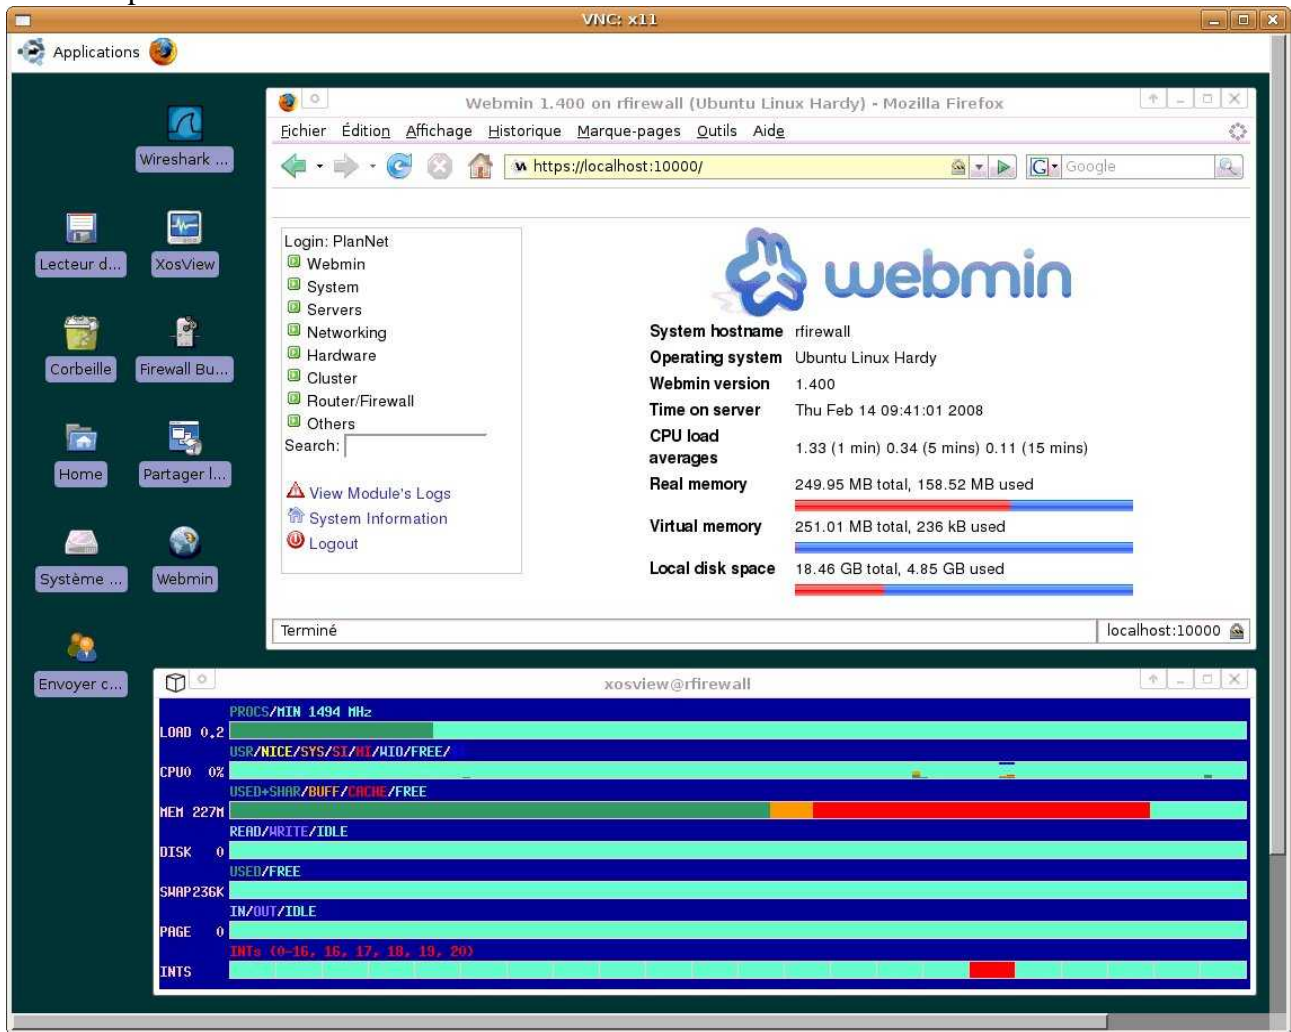 VNC: x11
Applications
Wireshark ...
Lecteur d...
XosView
Corbeille
Firewall Bu...
Home
Partager l...
Système ...
Webmin
Envoyer c...
Webmin 1.400 on rfirewall (Ubuntu Linux Hardy) - Mozilla Firefox
Fichier Édition Affichage Historique Marque-pages Outils Aide
https://localhost:10000/
G Google
Login: PlanNet
Webmin
System
Servers
Networking
Hardware
Cluster
Router/Firewall
Others
Search:
View Module's Logs
System Information
Logout
webmin
System hostname rfirewall
Operating system Ubuntu Linux Hardy
Webmin version 1.400
Time on server Thu Feb 14 09:41:01 2008
CPU load
averages 1.33 (1 min) 0.34 (5 mins) 0.11 (15 mins)
Real memory 249.95 MB total, 158.52 MB used
Virtual memory 251.01 MB total, 236 kB used
Local disk space 18.46 GB total, 4.85 GB used
Terminé
localhost:10000
xosview@rfirewall
PROCS/MIN 1494 MHz
LOAD 0.2
USR/NICE/SYS/SI/HI/WIO/FREE/
CPU0 0%
USED+SHAR/BUFF/CACHE/FREE
MEM 227M
READ/WRITE/IDLE
DISK 0
USED/FREE
SWAP236K
IN/OUT/IDLE
PAGE 0
INTs (0-16, 16, 17, 18, 19, 20)
INTS